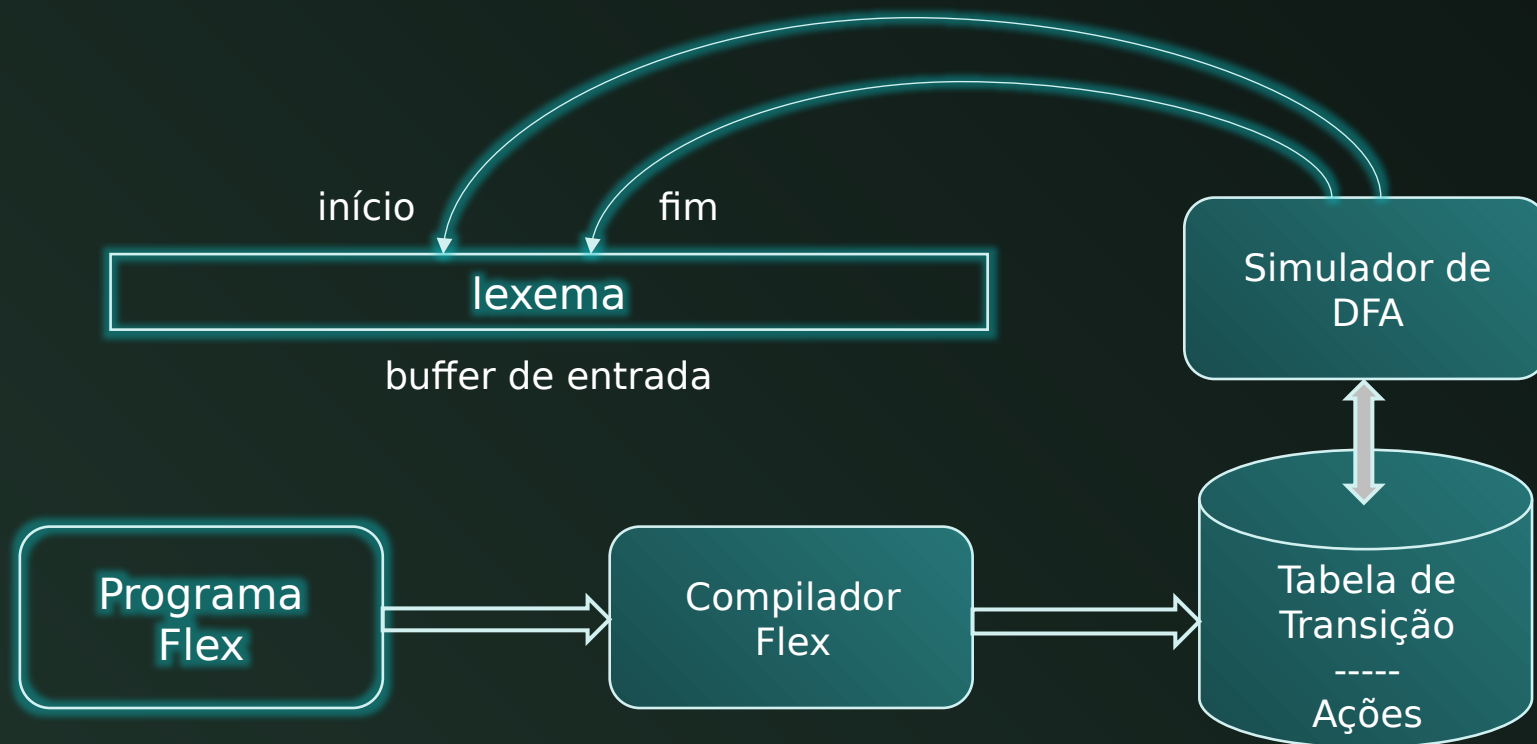 início
fim
lexema
buffer de entrada
Simulador de
DFA
Programa
Flex
Compilador
Flex
Tabela de
Transição
-----
Ações